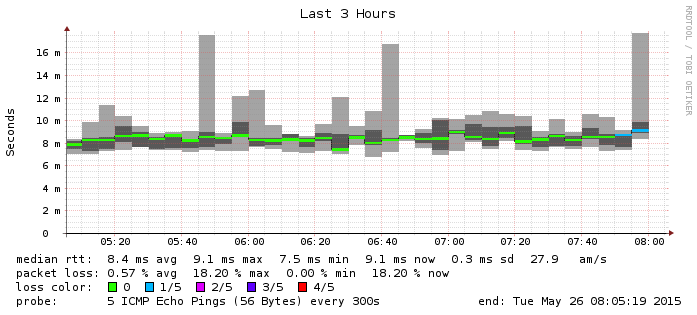 Last 3 Hours
RRDTOOL / TOBI OETIKER
Seconds
16 m
14 m
12 m
10 m
8 m
6 m
4 m
2 m
0
05:20 05:40 06:00 06:20 06:40 07:00 07:20 07:40 08:00
median rtt: 8.4 ms avg 9.1 ms max 7.5 ms min 9.1 ms now 0.3 ms sd 27.9 am/s
packet loss: 0.57 % avg 18.20 % max 0.00 % min 18.20 % now
loss color: 0 1/5 2/5 3/5 4/5
probe: 5 ICMP Echo Pings (56 Bytes) every 300s end: Tue May 26 08:05:19 2015